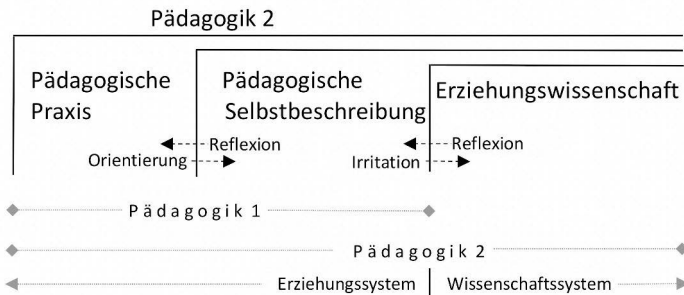 Pädagogik 2
Pädagogische Pädagogische Erziehungswissenschaft
Praxis Selbstbeschreibung
Reflexion Reflexion
Orientierung Irritation
Pädagogik 1
Pädagogik 2
Erziehungssystem Wissenschaftssystem